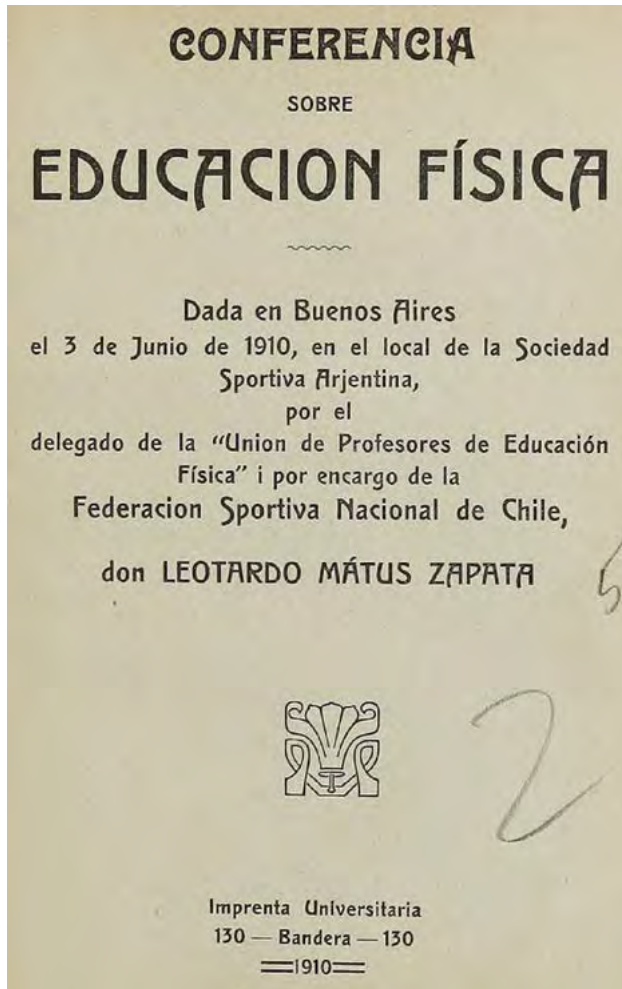 CONFERENCIA
SOBRE
EDUCACION FÍSICA
Dada en Buenos Aires
el 3 de Junio de 1910, en el local de la Sociedad
Sportiva Arjentina,
por el
delegado de la "Union de Profesores de Educación
Física" i por encargo de la
Federacion Sportiva Nacional de Chile,
don LEOTARDO MÁTUS ZAPATA
5
2
Imprenta Universitaria
130 — Bandera — 130
1910